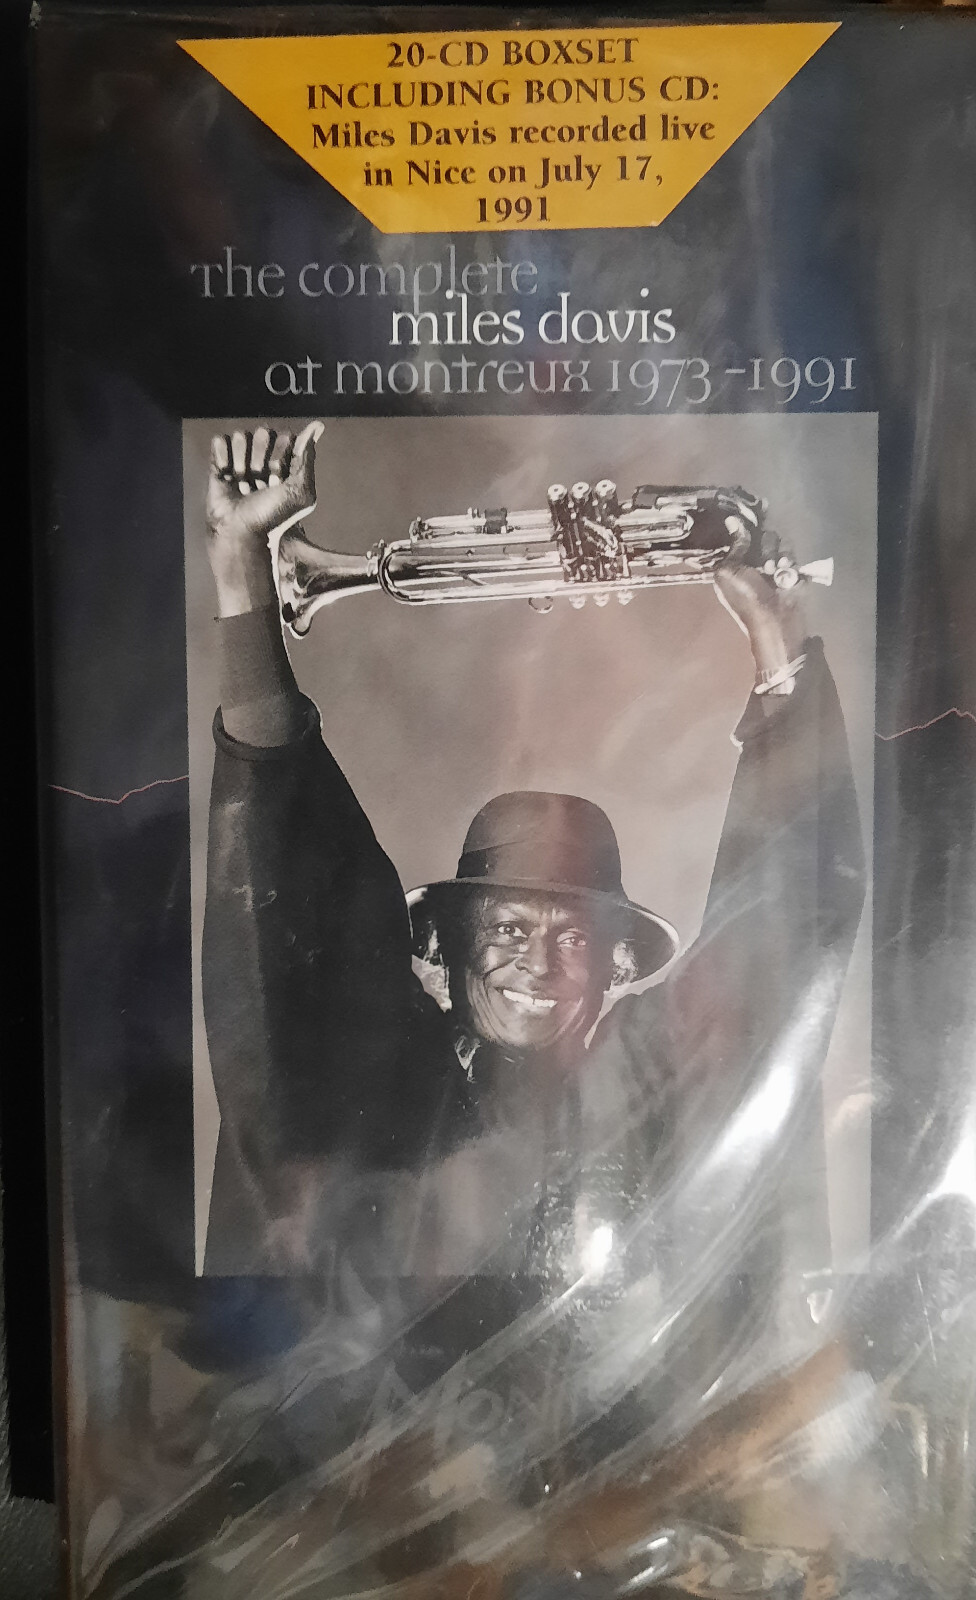 20-CD BOXSET
INCLUDING BONUS CD:
Miles Davis recorded live
in Nice on July 17,
1991
The complete
miles davis
at montreux 1973-1991